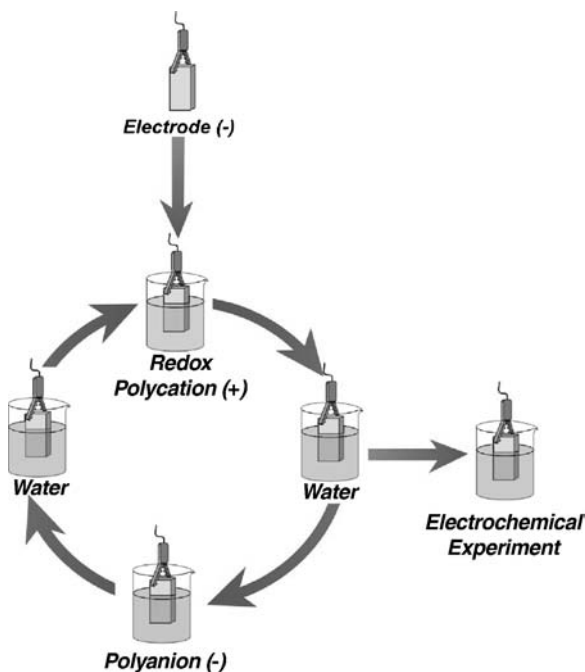 Electrode (-)
Redox
Polycation (+)
Water
Water
Electrochemical
Experiment
Polyanion (-)